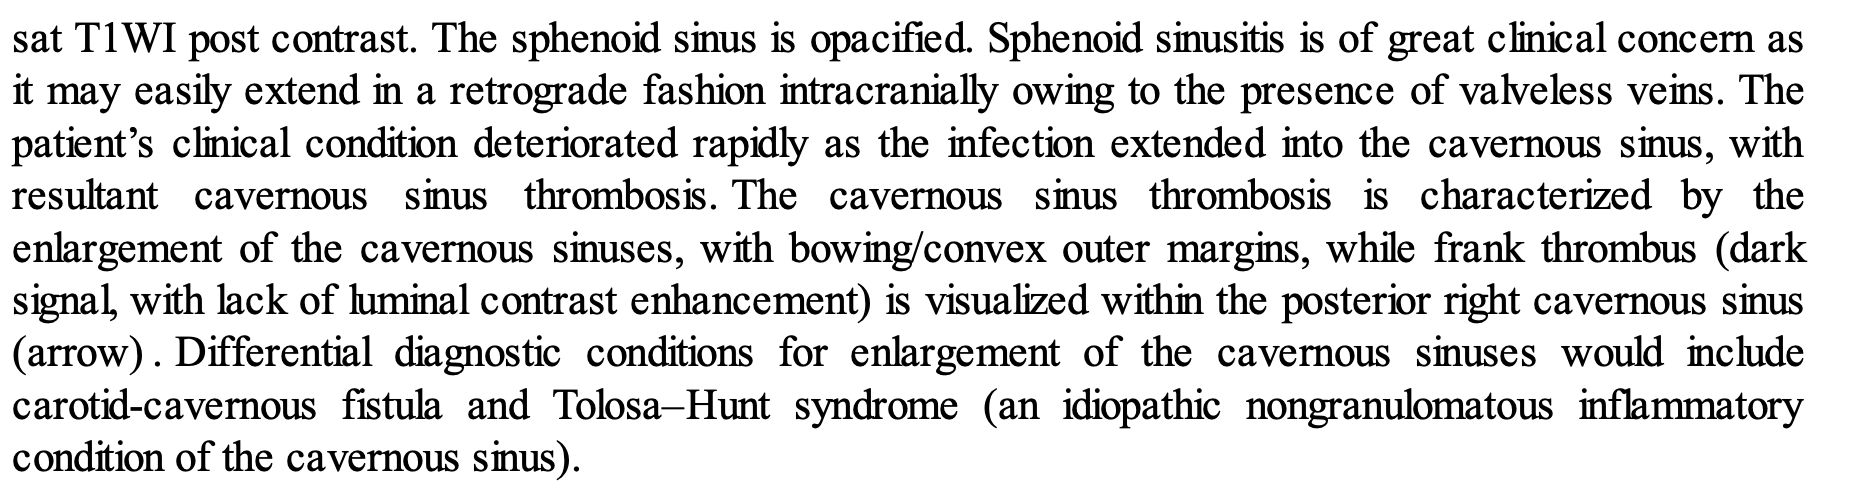 sat T1WI post contrast. The sphenoid sinus is opacified. Sphenoid sinusitis is of great clinical concern as
it may easily extend in a retrograde fashion intracranially owing to the presence of valveless veins. The
patient’s clinical condition deteriorated rapidly as the infection extended into the cavernous sinus, with
resultant cavernous sinus thrombosis. The cavernous sinus thrombosis is characterized by the
enlargement of the cavernous sinuses, with bowing/convex outer margins, while frank thrombus (dark
signal, with lack of luminal contrast enhancement) is visualized within the posterior right cavernous sinus
(arrow). Differential diagnostic conditions for enlargement of the cavernous sinuses would include
carotid-cavernous fistula and Tolosa–Hunt syndrome (an idiopathic nongranulomatous inflammatory
condition of the cavernous sinus).